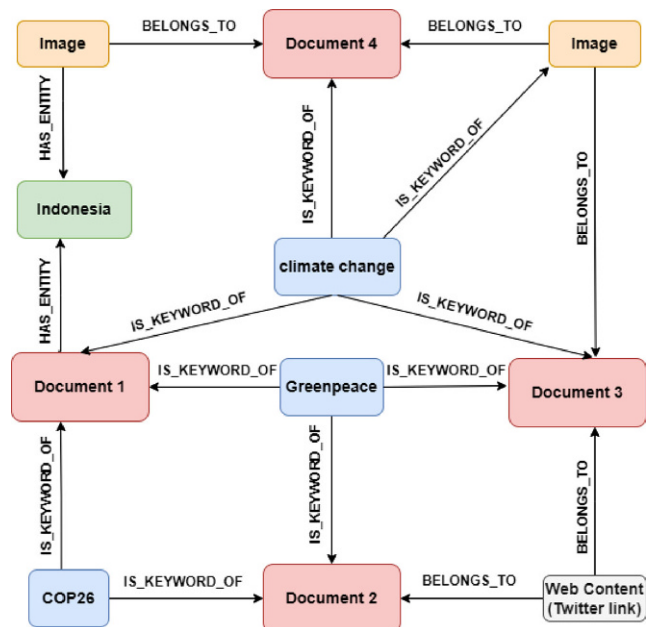 Image
BELONGS_TO
Document 4
BELONGS_TO
Image
HAS_ENTITY
IS_KEYWORD_OF
IS_KEYWORD_OF
BELONGS_TO
Indonesia
climate change
HAS_ENTITY
IS_KEYWORD_OF
IS_KEYWORD_OF
Document 1
IS_KEYWORD_OF
Greenpeace
IS_KEYWORD_OF
Document 3
IS_KEYWORD_OF
IS_KEYWORD_OF
BELONGS_TO
COP26
IS_KEYWORD_OF
Document 2
BELONGS_TO
Web Content
(Twitter link)